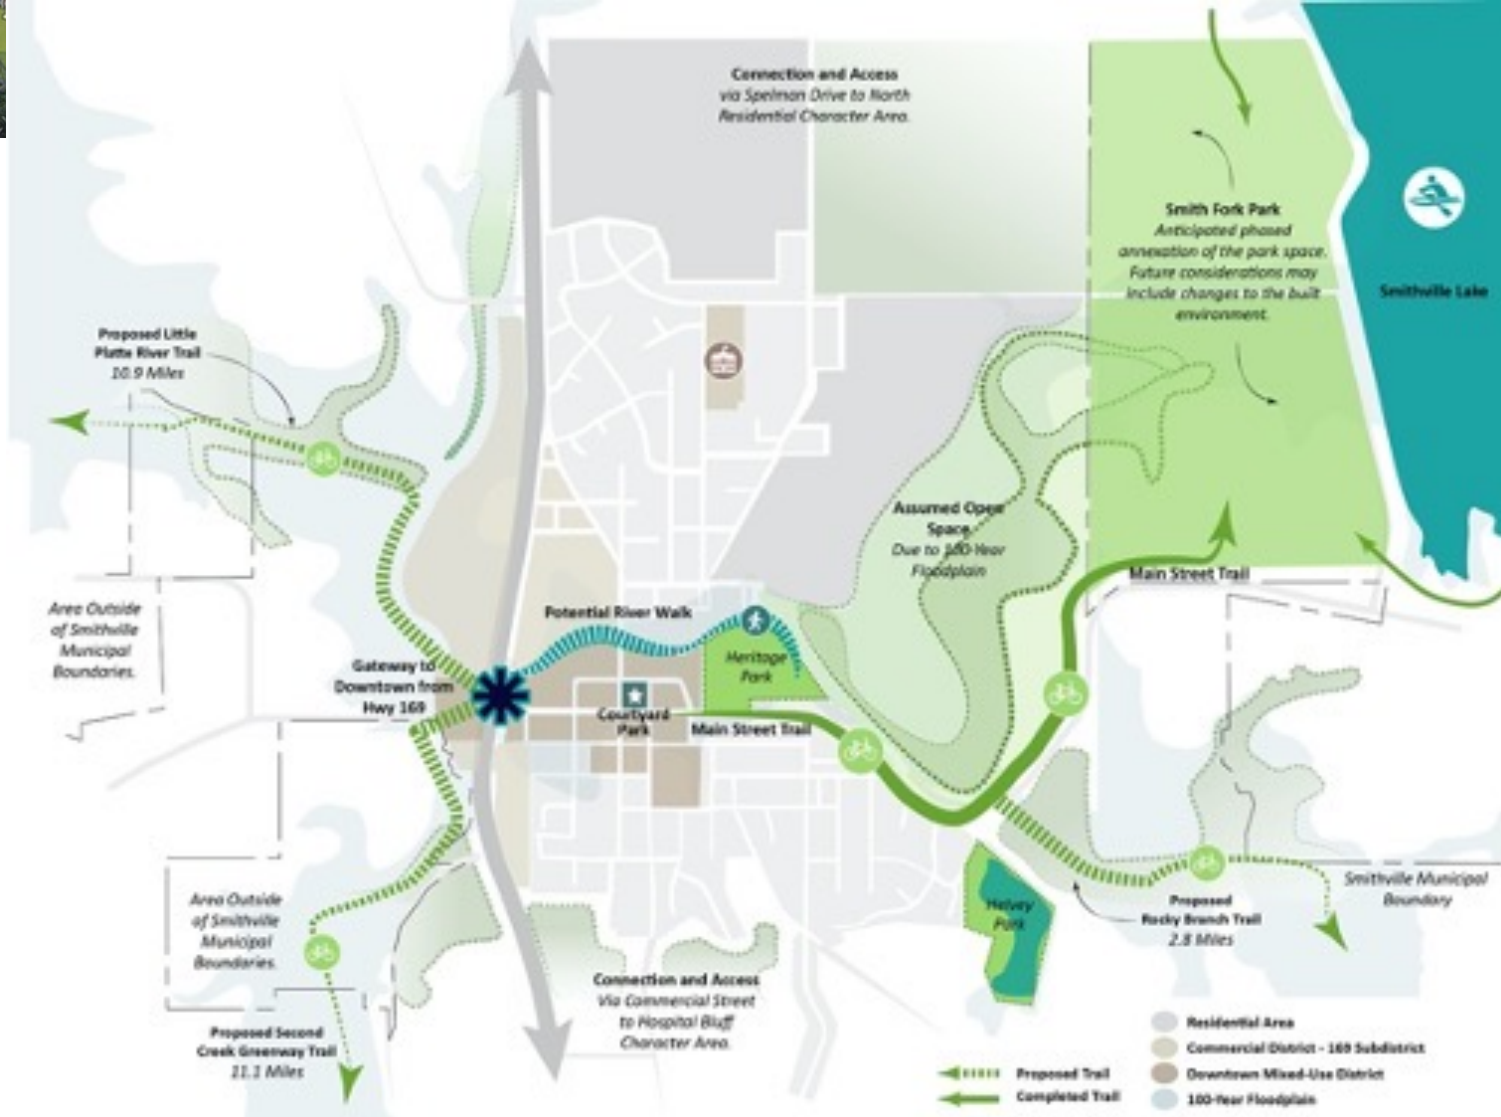 Connection and Access
via Spelman Drive to North
Residential Character Area.
Smith Fork Park
Anticipated phased
annexation of the park space.
Future considerations may
include changes to the built
environment.
Smithville Lake
Proposed Little
Platte River Trail
10.9 Miles
Assumed Open
Space
Due to 100-Year
Floodplain
Main Street Trail
Area Outside
of Smithville
Municipal
Boundaries.
Potential River Walk
Gateway to
Downtown from
Hwy 169
Heritage
Park
Courtyard
Park
Main Street Trail
Area Outside
of Smithville
Municipal
Boundaries.
Helvey
Park
Proposed
Rocky Branch Trail
2.8 Miles
Smithville Municipal
Boundary
Connection and Access
Via Commercial Street
to Hospital Bluff
Character Area.
Proposed Second
Creek Greenway Trail
11.1 Miles
Proposed Trail
Completed Trail
Residential Area
Commercial District - 169 Subdistrict
Downtown Mixed-Use District
100-Year Floodplain